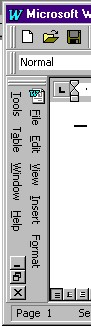 Microsoft W
Normal
File Edit View Insert Format
Tools Table Window Help
Page 1 Se